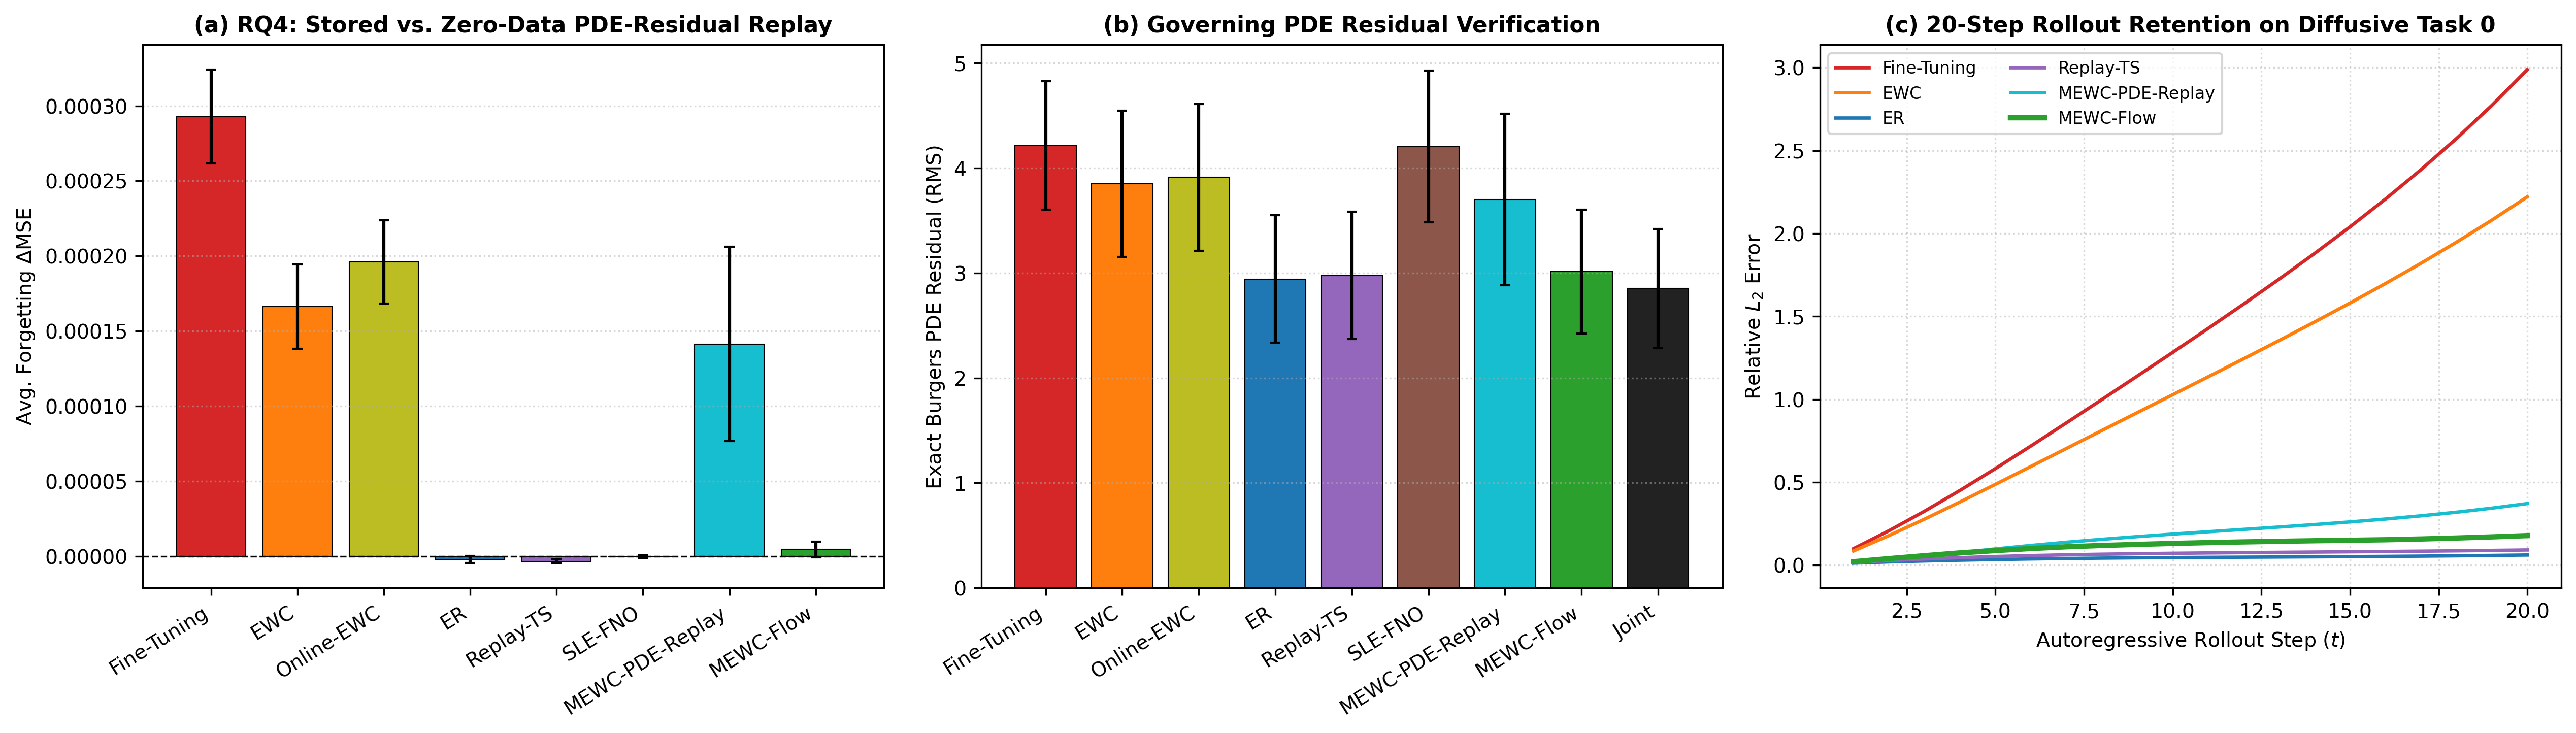 (a) RQ4: Stored vs. Zero-Data PDE-Residual Replay
Avg. Forgetting ΔMSE
0.00030
0.00025
0.00020
0.00015
0.00010
0.00005
0.00000
Fine-Tuning
EWC
Online-EWC
ER
Replay-TS
SLE-FNO
MEWC-PDE-Replay
MEWC-Flow
(b) Governing PDE Residual Verification
Exact Burgers PDE Residual (RMS)
5
4
3
2
1
0
Fine-Tuning
EWC
Online-EWC
ER
Replay-TS
SLE-FNO
MEWC-PDE-Replay
MEWC-Flow
Joint
(c) 20-Step Rollout Retention on Diffusive Task 0
Relative L₂ Error
3.0
2.5
2.0
1.5
1.0
0.5
0.0
Fine-Tuning
EWC
ER
Replay-TS
MEWC-PDE-Replay
MEWC-Flow
2.5
5.0
7.5
10.0
12.5
15.0
17.5
20.0
Autoregressive Rollout Step (t)